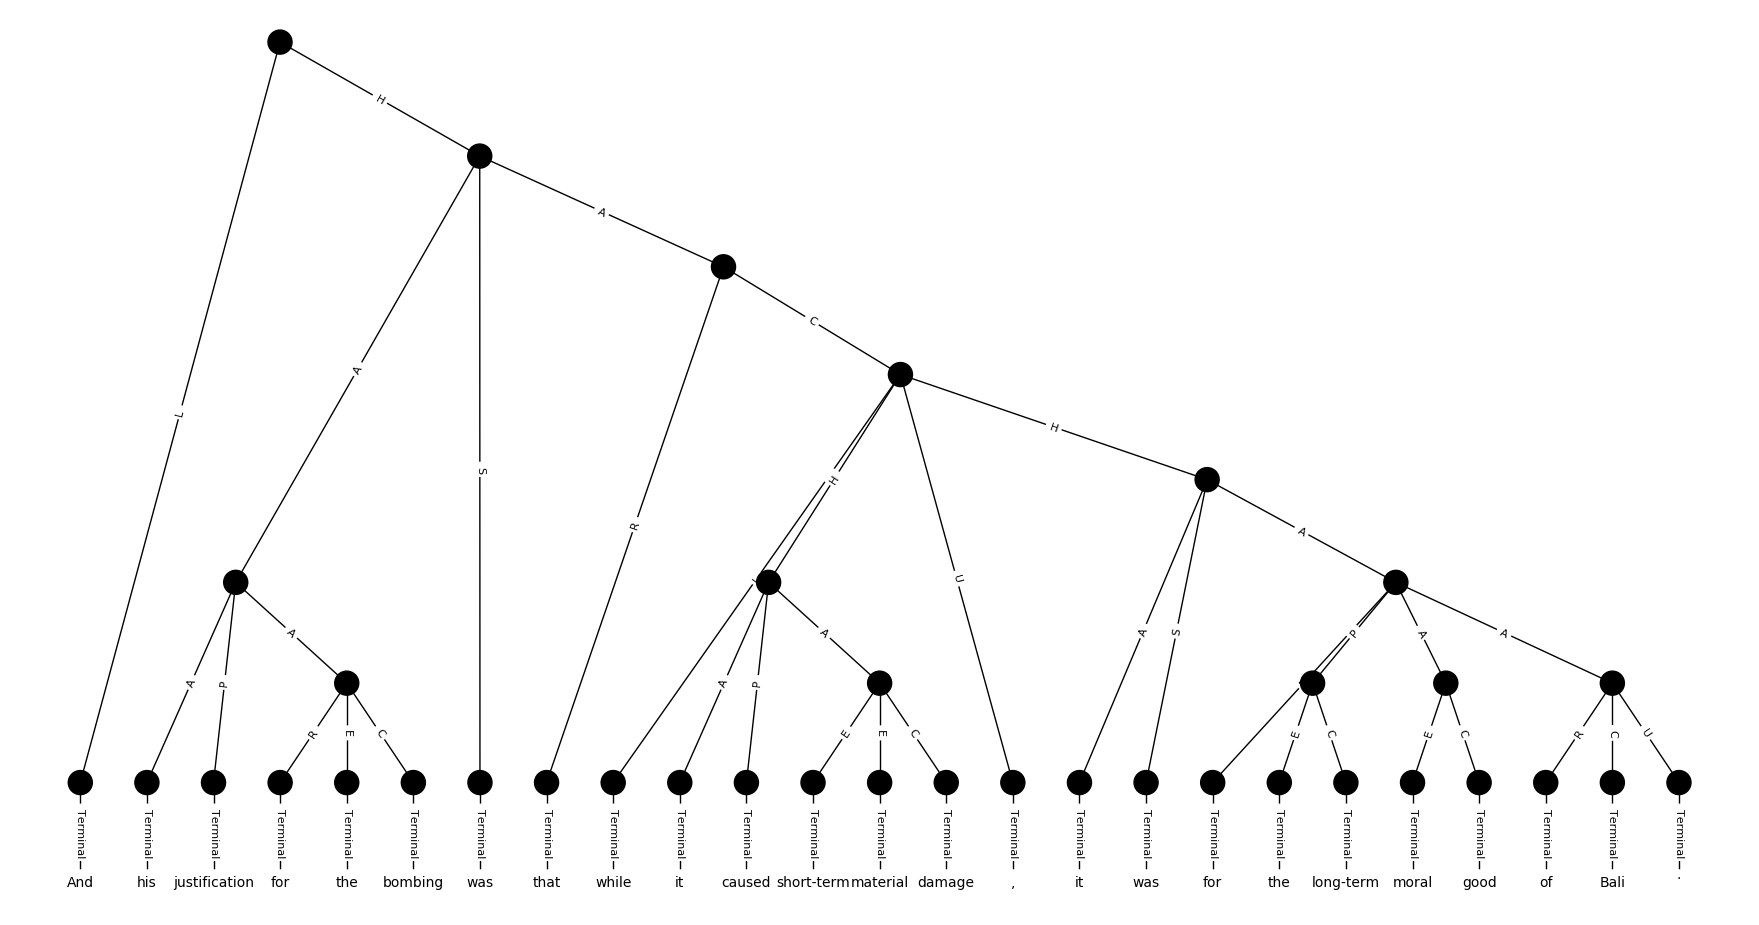 H
A
C
L
A
S
R
H
U
H
A
A
S
P
A
A
A
P
A
A
P
A
R
E
C
E
E
C
E
C
E
C
R
C
U
Terminal Terminal Terminal Terminal Terminal Terminal Terminal Terminal Terminal Terminal Terminal Terminal Terminal Terminal Terminal Terminal Terminal Terminal Terminal Terminal Terminal Terminal Terminal Terminal Terminal
And his justification for the bombing was that while it caused short-term material damage , it was for the long-term moral good of Bali .